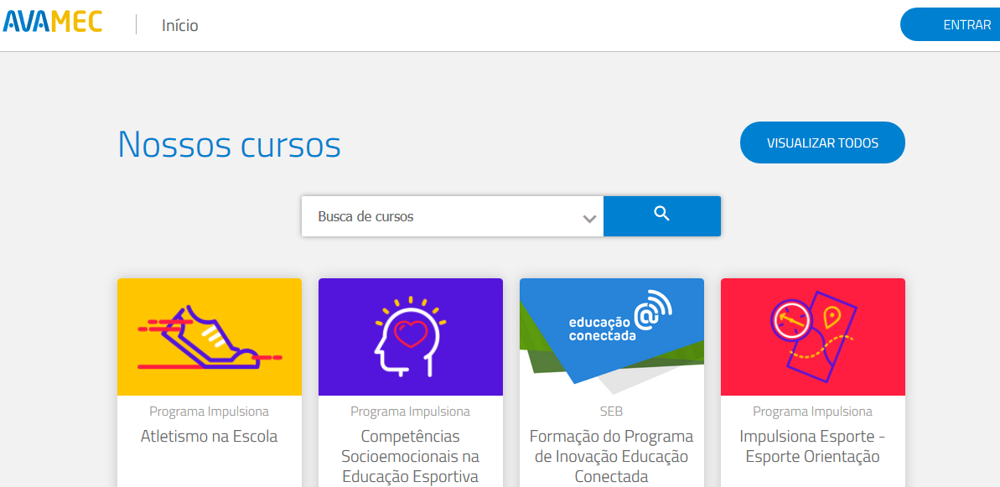 AVAMEC
Início
ENTRAR
Nossos cursos
VISUALIZAR TODOS
Busca de cursos
educação
conectada
@
Programa Impulsiona
Atletismo na Escola
Programa Impulsiona
Competências
Socioemocionais na
Educação Esportiva
SEB
Formação do Programa
de Inovação Educação
Conectada
Programa Impulsiona
Impulsiona Esporte -
Esporte Orientação